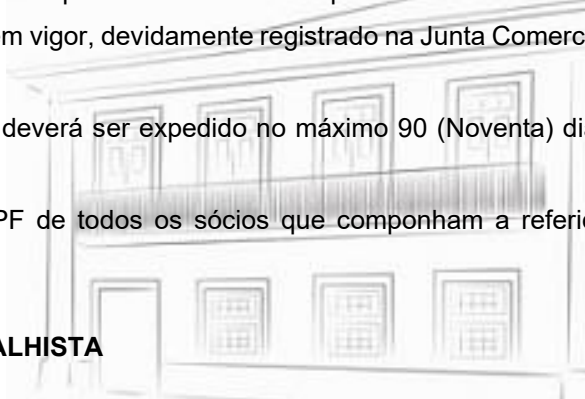 m vigor, devidamente registrado na Junta Comerc
deverá ser expedido no máximo 90 (Noventa) di
PF de todos os sócios que componham a referi
ALHISTA